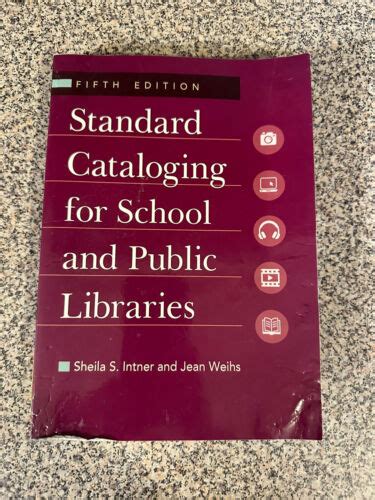 FIFTH EDITION
Standard
Cataloging
for School
and Public
Libraries
Sheila S. Intner and Jean Weihs